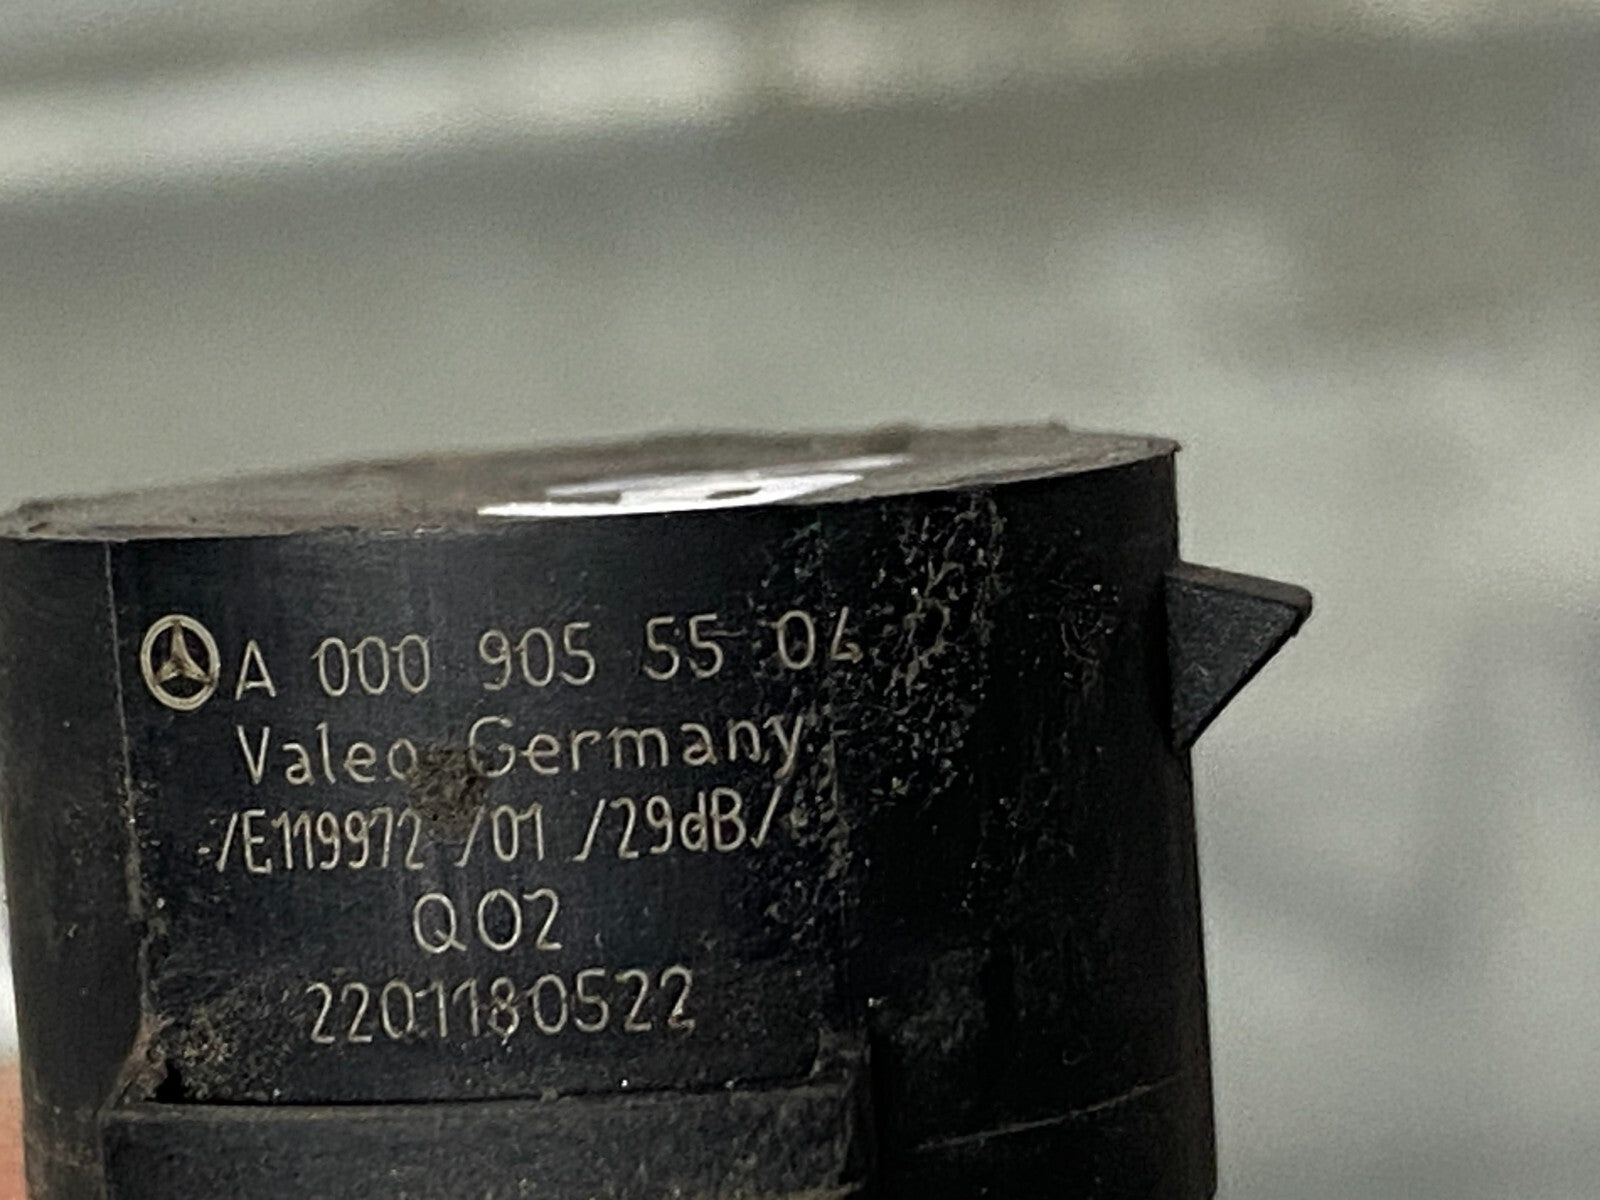 A 000 905 55 04
Valeo Germany
/E119972 /01 /29dB/
Q02
2201180522